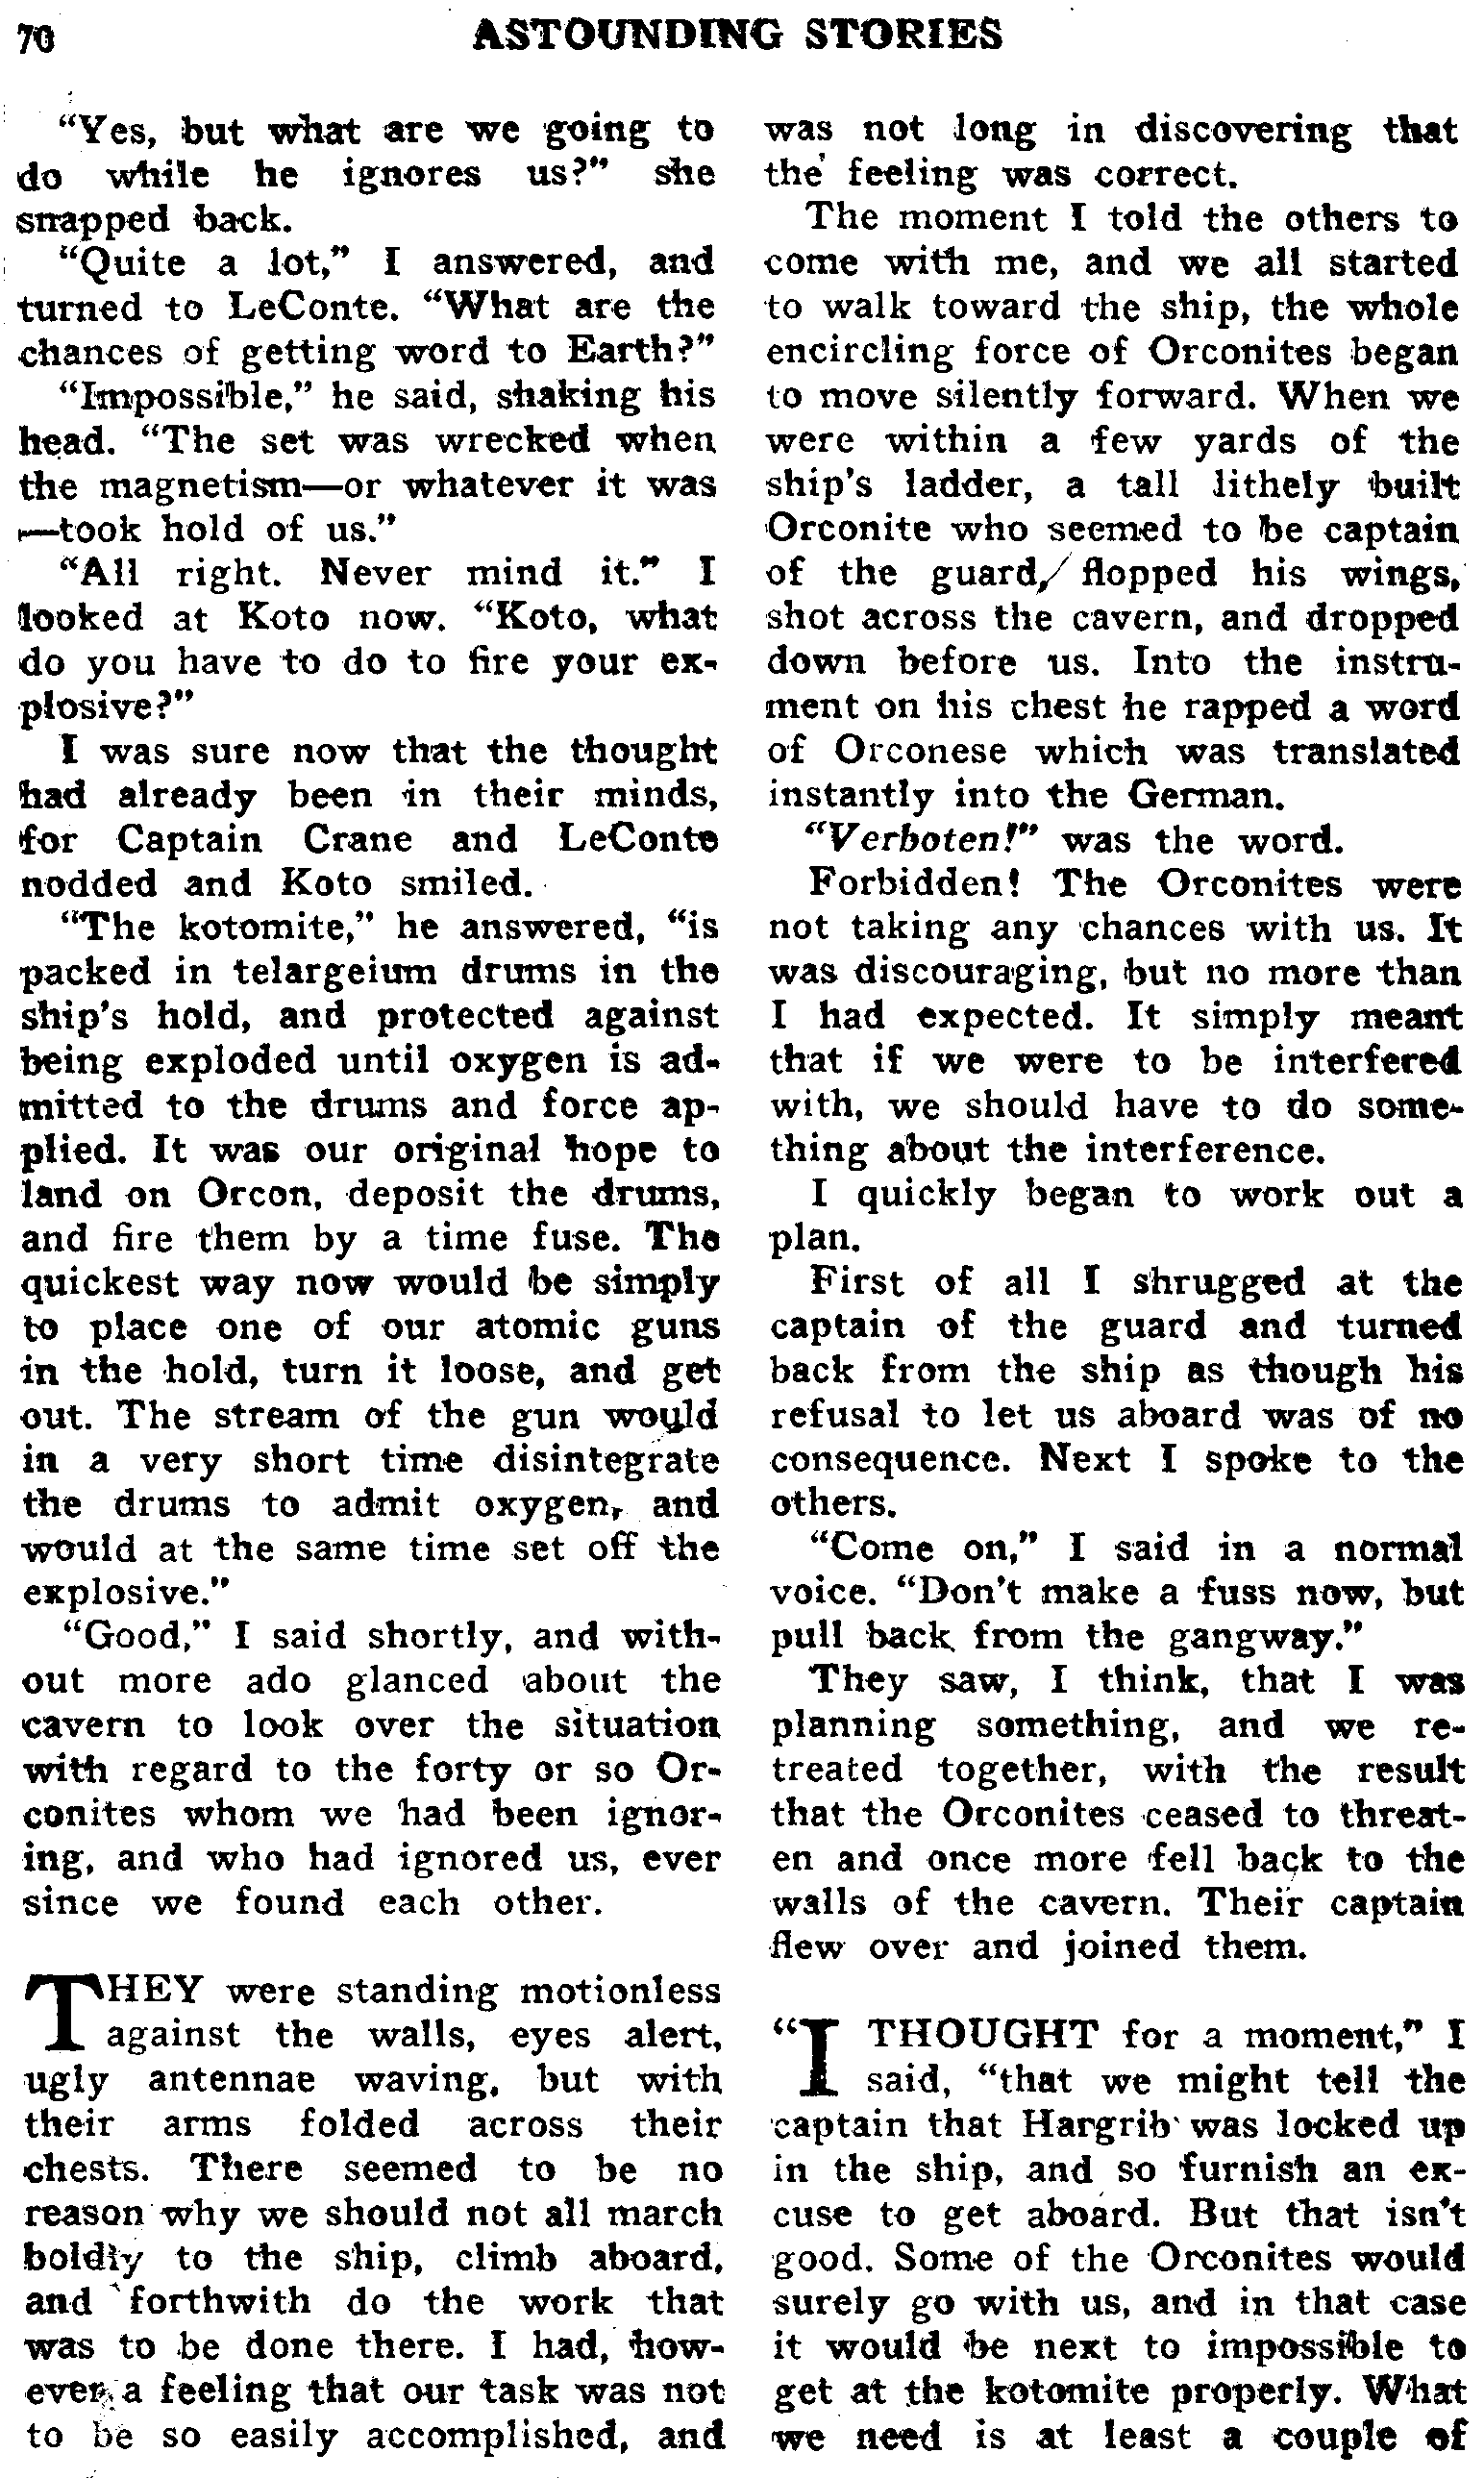 70
ASTOUNDING STORIES
"Yes, but what are we going to
do while he ignores us?" she
snapped back.
"Quite a lot," I answered, and
turned to LeConte. "What are the
chances of getting word to Earth?"
"Impossible," he said, shaking his
head. "The set was wrecked when
the magnetism—or whatever it was
—took hold of us."
"All right. Never mind it." I
looked at Koto now. "Koto, what
do you have to do to fire your ex-
plosive?"
I was sure now that the thought
had already been in their minds,
for Captain Crane and LeConte
nodded and Koto smiled.
"The kotomite," he answered, "is
packed in telargeium drums in the
ship's hold, and protected against
being exploded until oxygen is ad-
mitted to the drums and force ap-
plied. It was our original hope to
land on Orcon, deposit the drums,
and fire them by a time fuse. The
quickest way now would be simply
to place one of our atomic guns
in the hold, turn it loose, and get
out. The stream of the gun would
in a very short time disintegrate
the drums to admit oxygen, and
would at the same time set off the
explosive."
"Good," I said shortly, and with-
out more ado glanced about the
cavern to look over the situation
with regard to the forty or so Or-
conites whom we had been ignor-
ing, and who had ignored us, ever
since we found each other.
THEY were standing motionless
against the walls, eyes alert,
ugly antennae waving, but with
their arms folded across their
chests. There seemed to be no
reason why we should not all march
boldly to the ship, climb aboard,
and forthwith do the work that
was to be done there. I had, how-
ever, a feeling that our task was not
to be so easily accomplished, and
was not long in discovering that
the feeling was correct.
The moment I told the others to
come with me, and we all started
to walk toward the ship, the whole
encircling force of Orconites began
to move silently forward. When we
were within a few yards of the
ship's ladder, a tall lithely built
Orconite who seemed to be captain
of the guard, flopped his wings,
shot across the cavern, and dropped
down before us. Into the instru-
ment on his chest he rapped a word
of Orconese which was translated
instantly into the German.
"Verboten!" was the word.
Forbidden! The Orconites were
not taking any chances with us. It
was discouraging, but no more than
I had expected. It simply meant
that if we were to be interfered
with, we should have to do some-
thing about the interference.
I quickly began to work out a
plan.
First of all I shrugged at the
captain of the guard and turned
back from the ship as though his
refusal to let us aboard was of no
consequence. Next I spoke to the
others.
"Come on," I said in a normal
voice. "Don't make a fuss now, but
pull back from the gangway."
They saw, I think, that I was
planning something, and we re-
treated together, with the result
that the Orconites ceased to threat-
en and once more fell back to the
walls of the cavern. Their captain
flew over and joined them.
"I THOUGHT for a moment," I
said, "that we might tell the
captain that Hargrib was locked up
in the ship, and so furnish an ex-
cuse to get aboard. But that isn't
good. Some of the Orconites would
surely go with us, and in that case
it would be next to impossible to
get at the kotomite properly. What
we need is at least a couple of